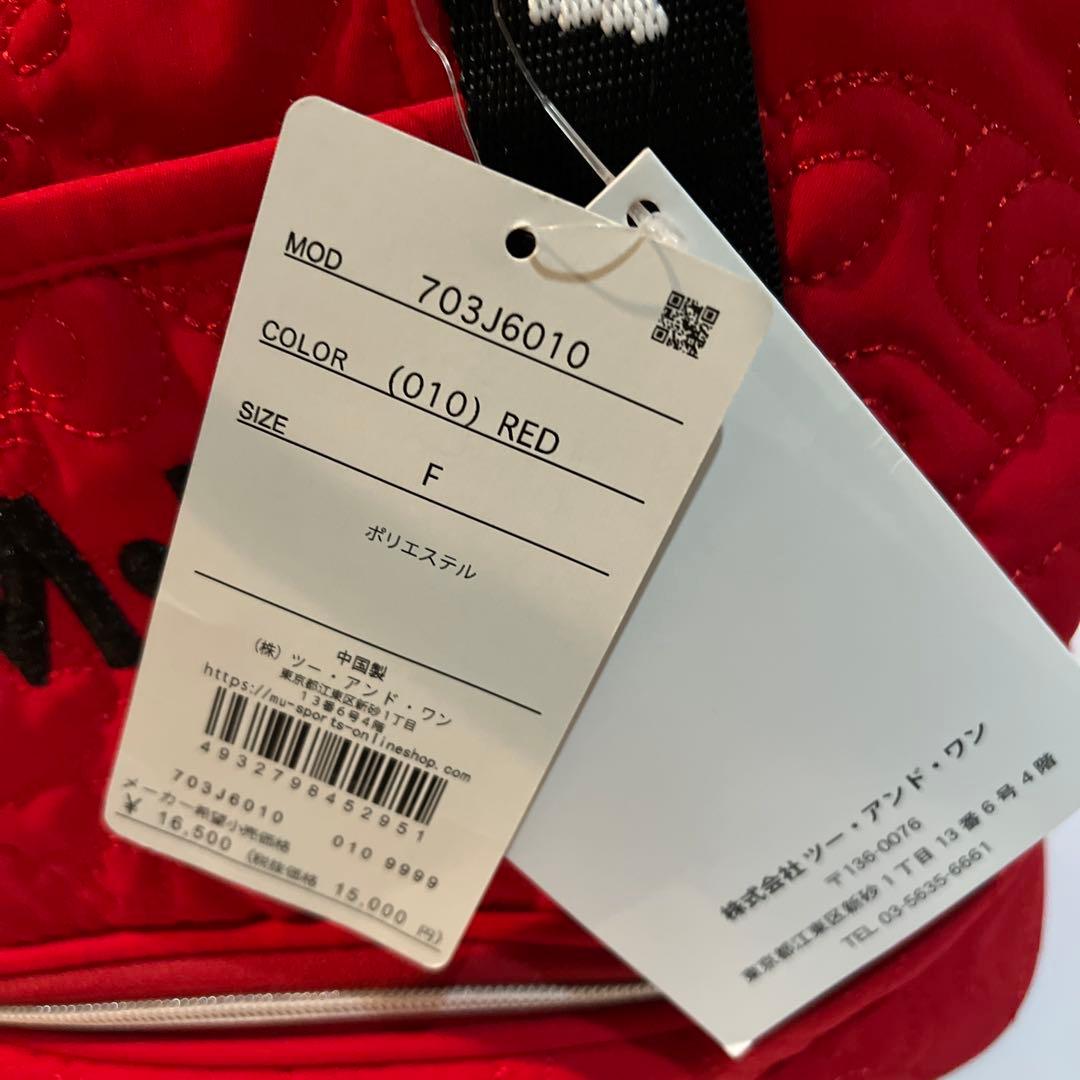 MOD 703J6010
COLOR (010) RED
SIZE F
ポリエステル
中国製
(株) ツー・アンド・ワン
東京都江東区新砂1丁目
13番6号4階
https://mu-sports-onlineshop.com
4932798452951
703J6010 010 9999
メーカー希望小売価格
16,500 (税抜価格 15,000 円)
株式会社ツー・アンド・ワン
〒136-0076
東京都江東区新砂1丁目13番6号4階
TEL 03-5635-6661